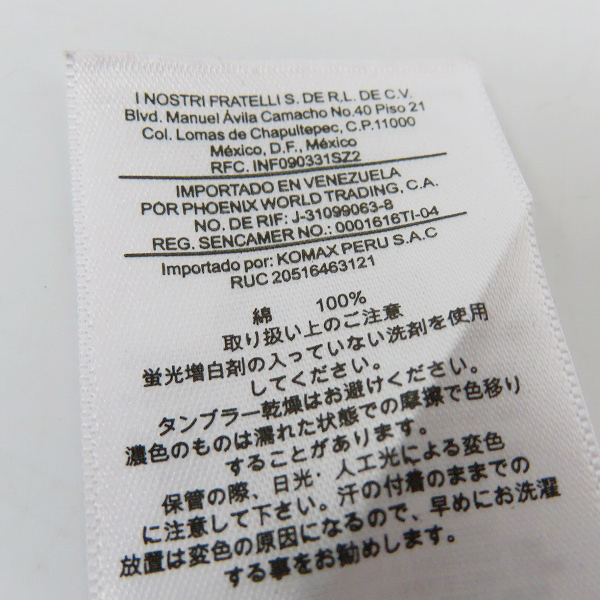 I NOSTRI FRATELLI S. DE R.L. DE C.V.
Blvd. Manuel Ávila Camacho No.40 Piso 21
Col. Lomas de Chapultepec, C.P.11000
México, D.F., México
RFC. INF090331SZ2
IMPORTADO EN VENEZUELA
POR PHOENIX WORLD TRADING, C.A.
NO. DE RIF: J-31099063-8
REG. SENCAMER NO.: 0001616TI-04
Importado por: KOMAX PERU S.A.C
RUC 20516463121
綿 100%
取り扱い上のご注意
蛍光増白剤の入っていない洗剤を使用
してください。
タンブラー乾燥はお避けください。
濃色のものは濡れた状態での摩擦で色移り
することがあります。
保管の際、日光・人工光による変色
に注意して下さい。汗の付着のままでの
放置は変色の原因になるので、早めにお洗濯
する事をお勧めします。